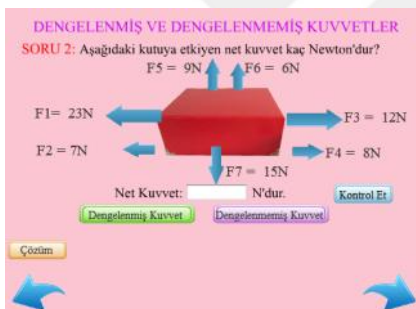 DENGELENMİŞ VE DENGELENMEMİŞ KUVVETLER
SORU 2: Aşağıdaki kutuya etkiyen net kuvvet kaç Newton'dur?
F5 = 9N F6 = 6N
F1= 23N F3 = 12N
F2 = 7N F4 = 8N
F7 = 15N
Net Kuvvet: N'dur. Kontrol Et
Dengelenmiş Kuvvet Dengelenmemiş Kuvvet
Çözüm